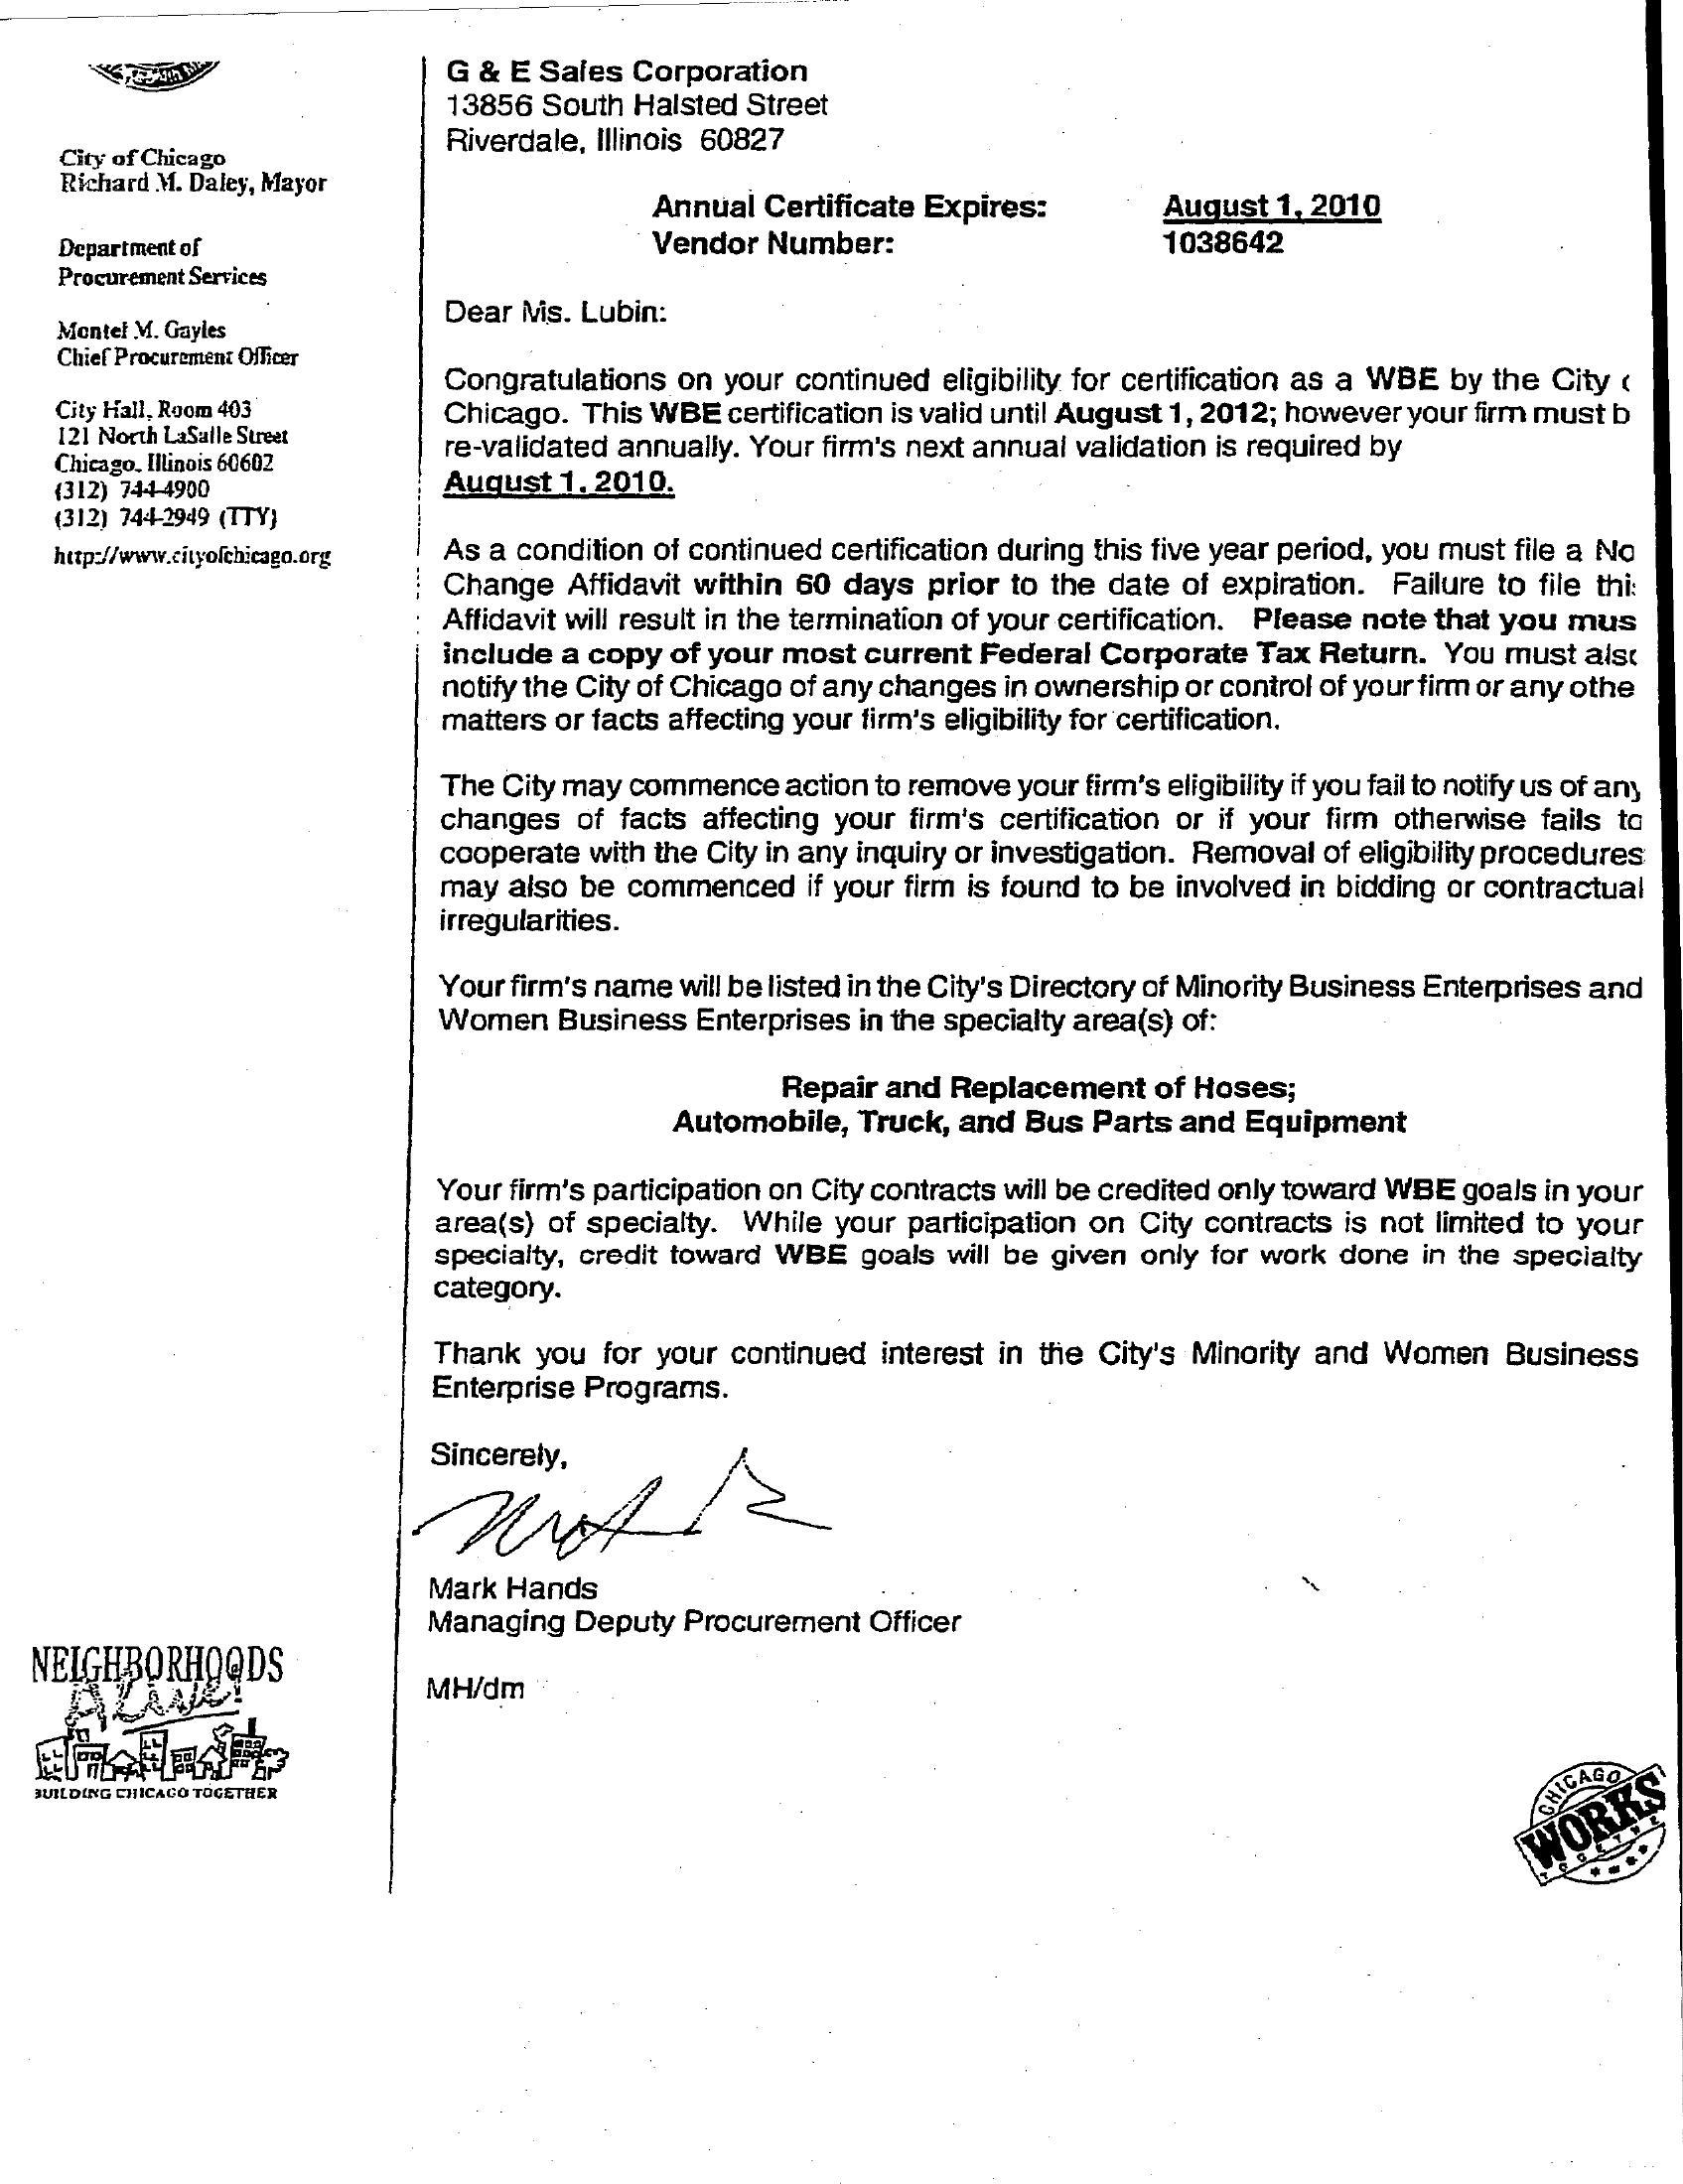 City of Chicago
Richard M. Daley, Mayor
Department of
Procurement Services
Montel M. Gayles
Chief Procurement Officer
City Hall, Room 403
121 North LaSalle Street
Chicago, Illinois 60602
(312) 744-4900
(312) 744-2949 (TTY)
http://www.cityofchicago.org
G & E Sales Corporation
13856 South Halsted Street
Riverdale, Illinois 60827
Annual Certificate Expires: August 1, 2010
Vendor Number: 1038642
Dear Ms. Lubin:
Congratulations on your continued eligibility for certification as a WBE by the City
Chicago. This WBE certification is valid until August 1, 2012; however your firm must b
re-validated annually. Your firm's next annual validation is required by
August 1, 2010.
As a condition of continued certification during this five year period, you must file a No
Change Affidavit within 60 days prior to the date of expiration. Failure to file thi
Affidavit will result in the termination of your certification. Please note that you mus
include a copy of your most current Federal Corporate Tax Return. You must also
notify the City of Chicago of any changes in ownership or control of your firm or any othe
matters or facts affecting your firm's eligibility for certification.
The City may commence action to remove your firm's eligibility if you fail to notify us of any
changes of facts affecting your firm's certification or if your firm otherwise fails to
cooperate with the City in any inquiry or investigation. Removal of eligibility procedures
may also be commenced if your firm is found to be involved in bidding or contractual
irregularities.
Your firm's name will be listed in the City's Directory of Minority Business Enterprises and
Women Business Enterprises in the specialty area(s) of:
Repair and Replacement of Hoses;
Automobile, Truck, and Bus Parts and Equipment
Your firm's participation on City contracts will be credited only toward WBE goals in your
area(s) of specialty. While your participation on City contracts is not limited to your
specialty, credit toward WBE goals will be given only for work done in the specialty
category.
Thank you for your continued interest in the City's Minority and Women Business
Enterprise Programs.
Sincerely,
Mark Hands
Managing Deputy Procurement Officer
MH/dm
NEIGHBORHOODS
Alive!
BUILDING CHICAGO TOGETHER
CHICAGO
WORKS